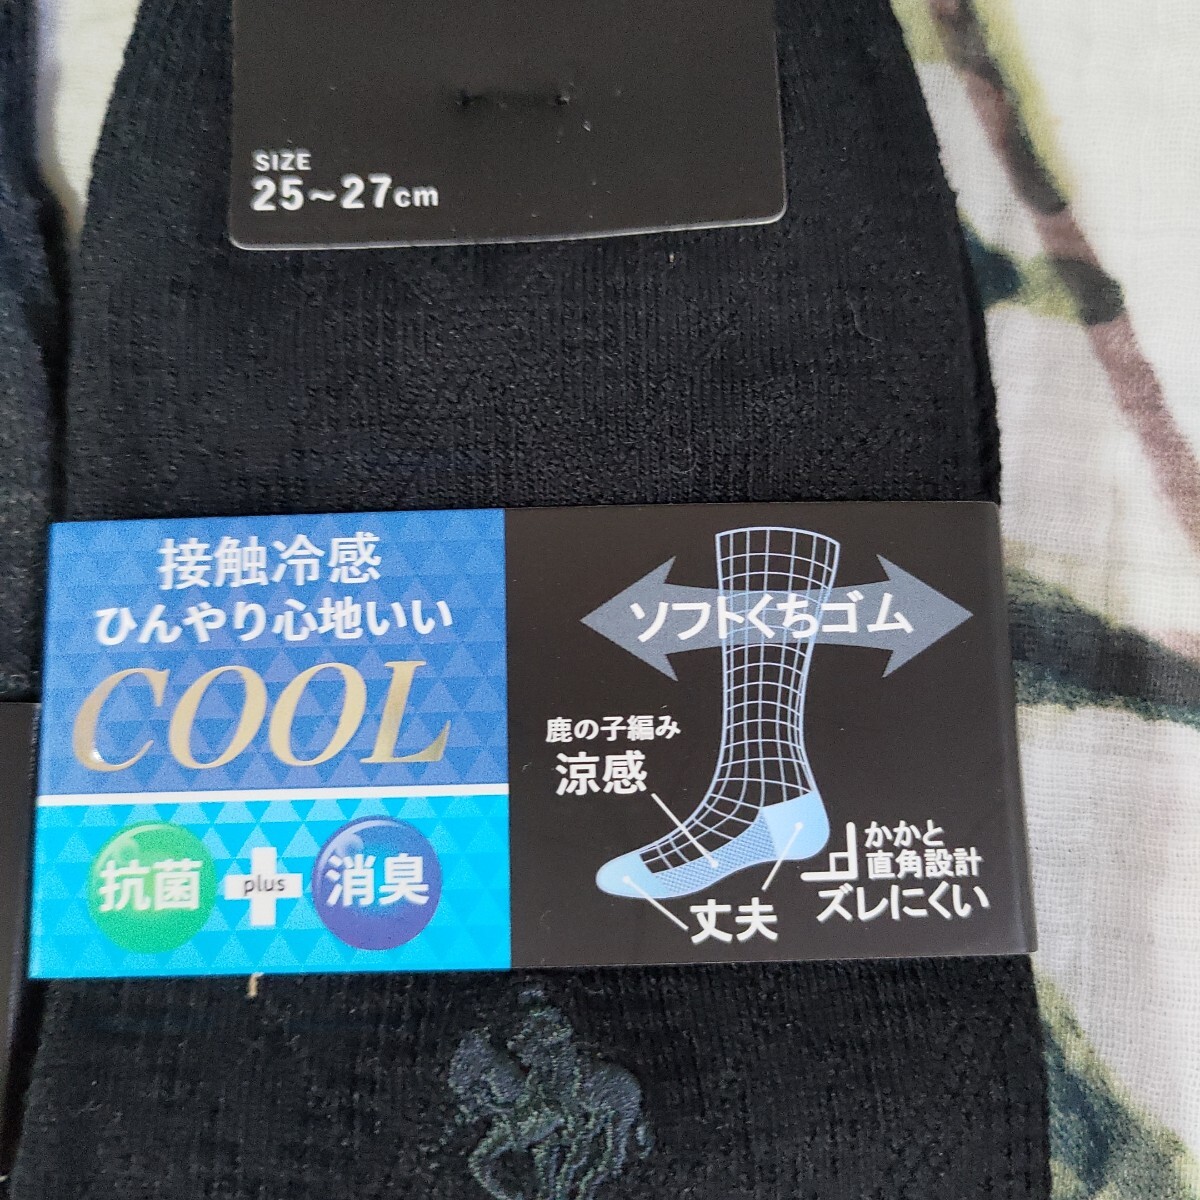 SIZE
25~27cm
接触冷感
ひんやり心地いい
COOL
抗菌 plus 消臭
ソフトくちゴム
鹿の子編み
涼感
丈夫
かかと
直角設計
ズレにくい